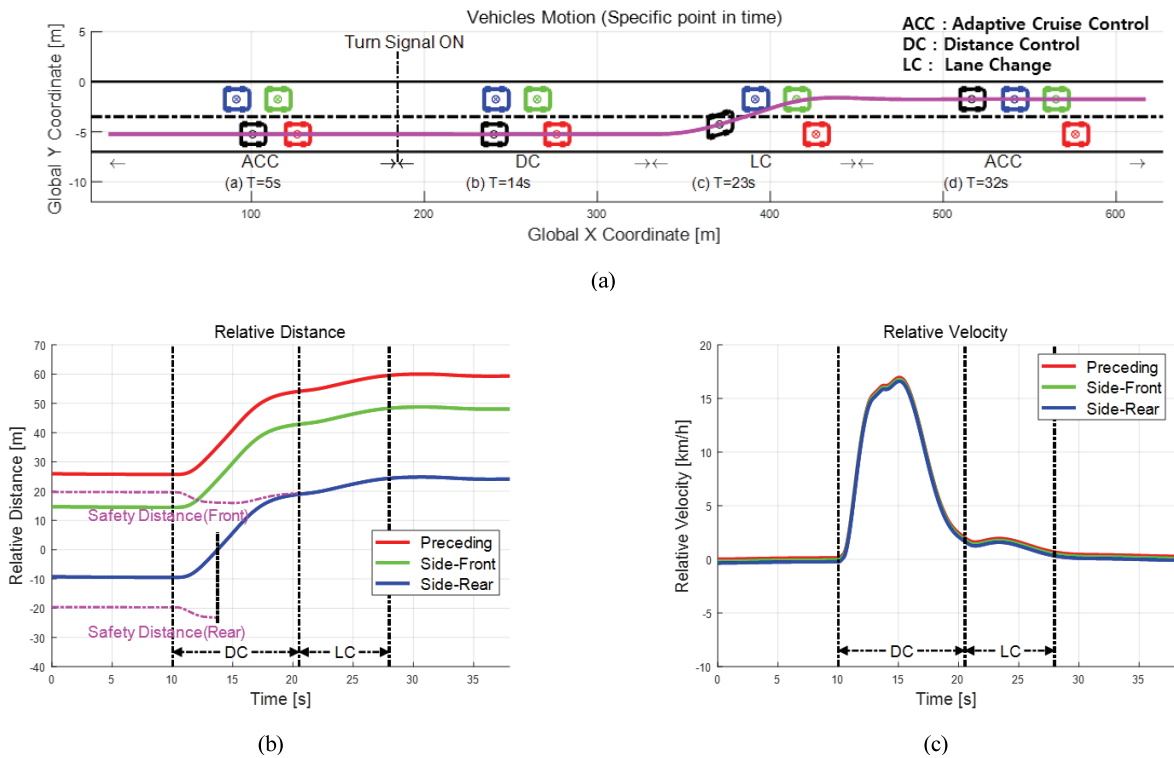 Vehicles Motion (Specific point in time)
ACC : Adaptive Cruise Control
DC : Distance Control
LC : Lane Change
Turn Signal ON
Global Y Coordinate [m]
5
0
-5
-10
ACC
DC
LC
ACC
(a) T=5s
(b) T=14s
(c) T=23s
(d) T=32s
100
200
300
400
500
600
Global X Coordinate [m]
(a)
Relative Distance
Relative Distance [m]
70
60
50
40
30
20
10
0
-10
-20
-30
-40
Safety Distance(Front)
Safety Distance(Rear)
Preceding
Side-Front
Side-Rear
DC
LC
0
5
10
15
20
25
30
35
Time [s]
(b)
Relative Velocity
Relative Velocity [km/h]
20
15
10
5
0
-5
-10
Preceding
Side-Front
Side-Rear
DC
LC
0
5
10
15
20
25
30
35
Time [s]
(c)